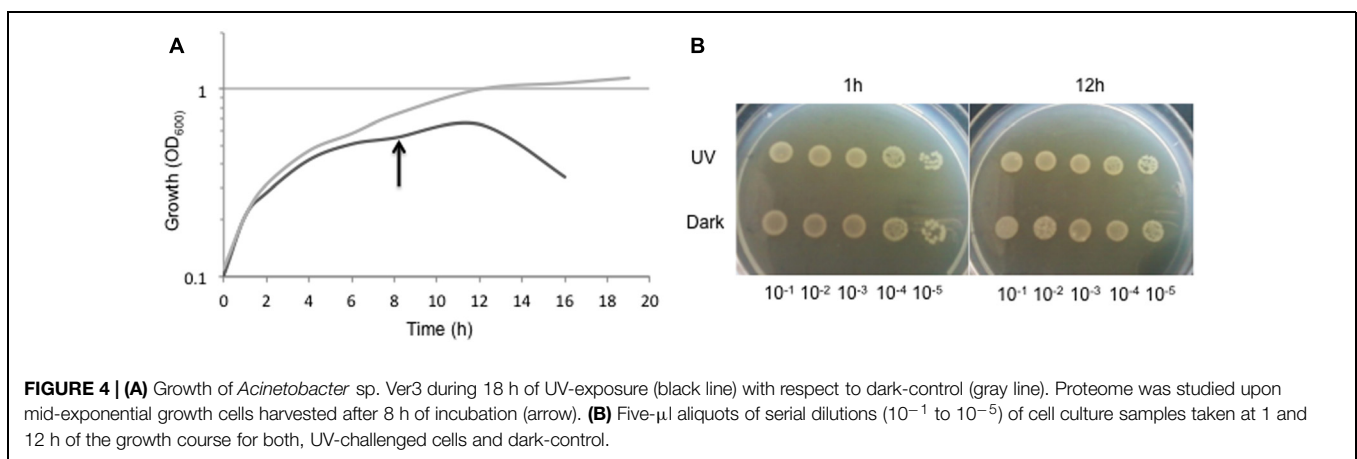 A
B
1
0.1
Growth (OD600)
0 2 4 6 8 10 12 14 16 18 20
Time (h)
1h 12h
UV
Dark
10-1 10-2 10-3 10-4 10-5 10-1 10-2 10-3 10-4 10-5
FIGURE 4 | (A) Growth of Acinetobacter sp. Ver3 during 18 h of UV-exposure (black line) with respect to dark-control (gray line). Proteome was studied upon
mid-exponential growth cells harvested after 8 h of incubation (arrow). (B) Five-μl aliquots of serial dilutions (10−1 to 10−5) of cell culture samples taken at 1 and
12 h of the growth course for both, UV-challenged cells and dark-control.